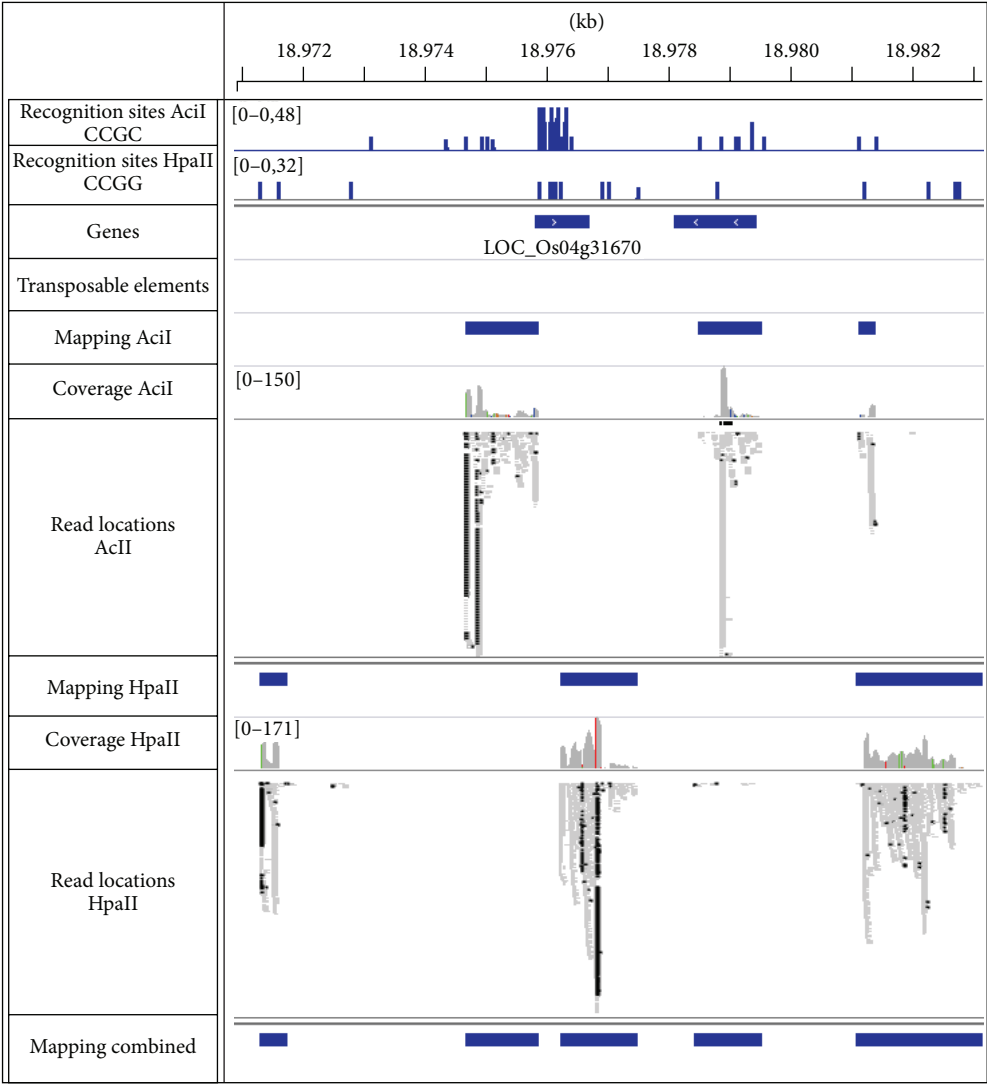 (kb)
18.972 18.974 18.976 18.978 18.980 18.982
Recognition sites AciI
CCGC
[0–0,48]
Recognition sites HpaII
CCGG
[0–0,32]
Genes
LOC_Os04g31670
Transposable elements
Mapping AciI
Coverage AciI
[0–150]
Read locations
AcII
Mapping HpaII
Coverage HpaII
[0–171]
Read locations
HpaII
Mapping combined